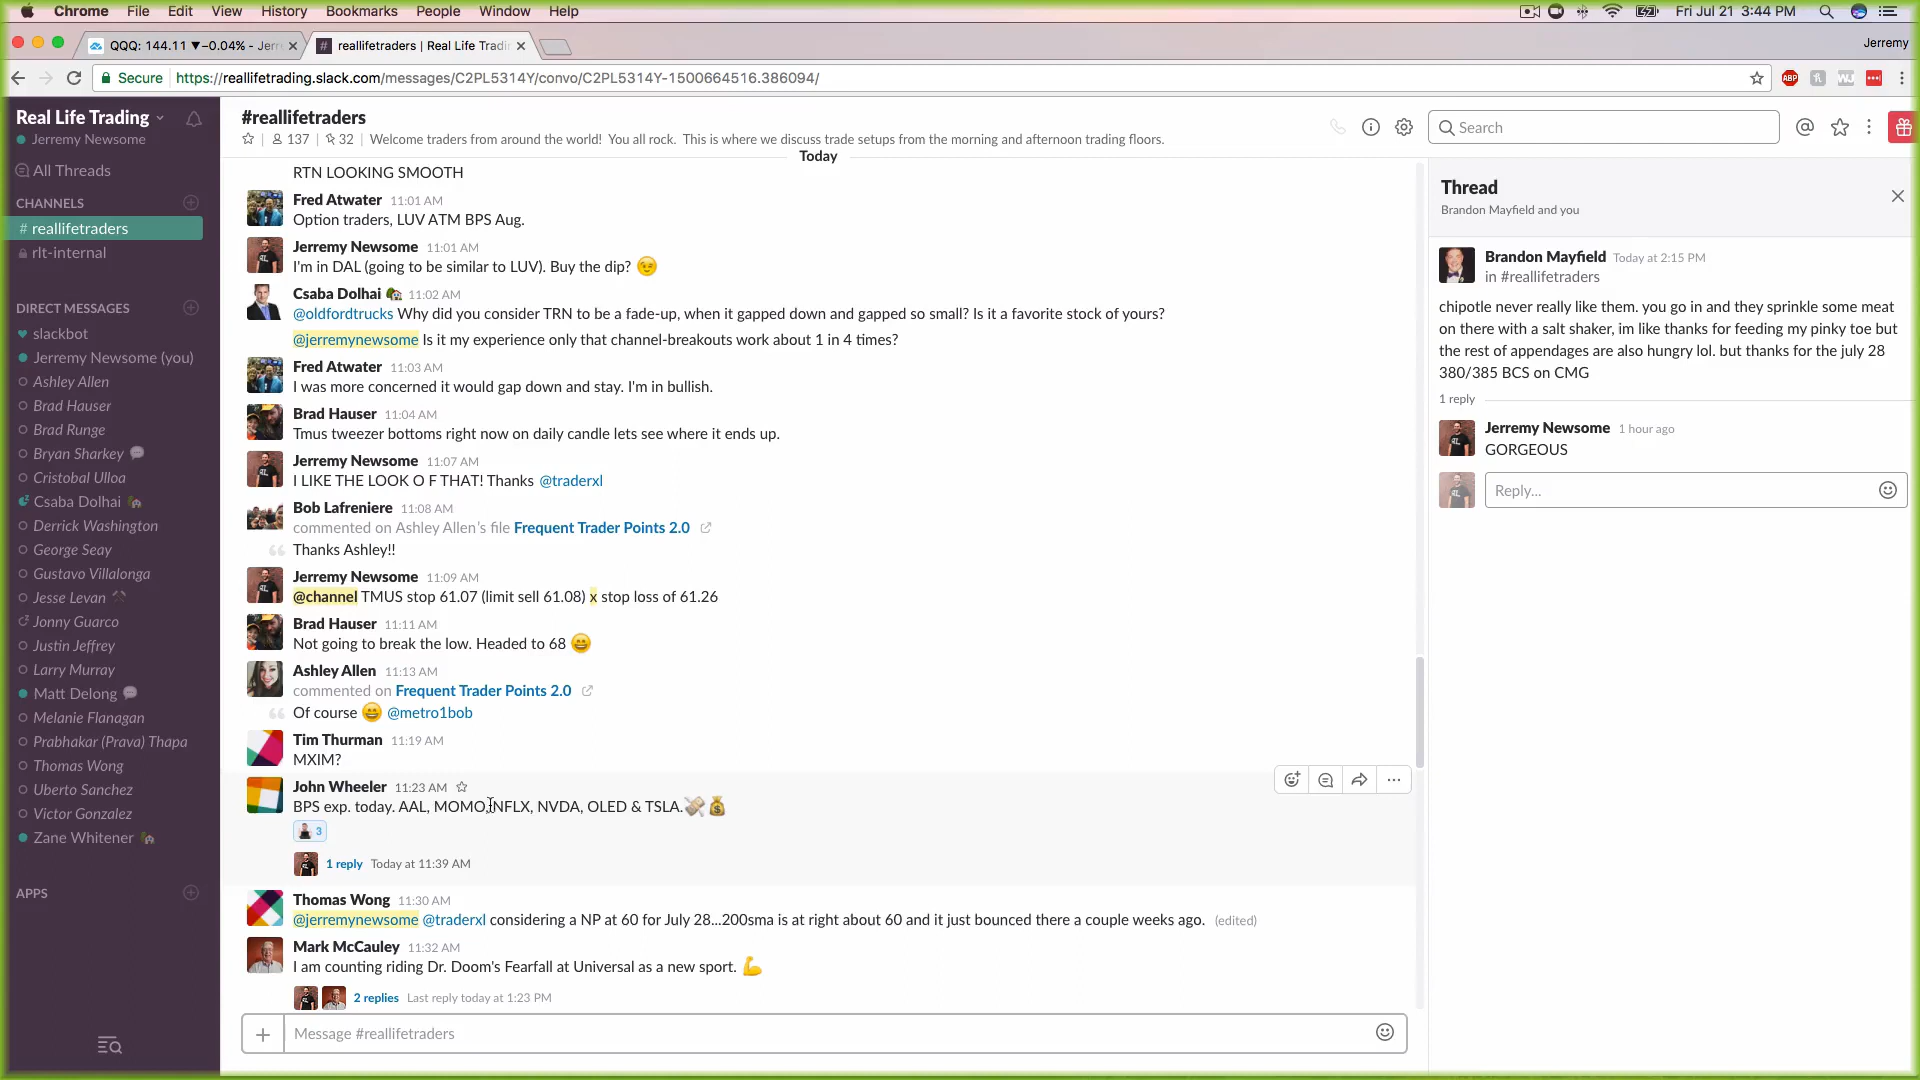 Chrome File Edit View History Bookmarks People Window Help Fri Jul 21 3:44 PM
QQQ: 144.11 ▼−0.04% - Jerr
reallifetraders | Real Life Tradi
Jerremy
Secure https://reallifetrading.slack.com/messages/C2PL5314Y/convo/C2PL5314Y-1500664516.386094/
ABP
Real Life Trading
Jerremy Newsome
All Threads
CHANNELS
# reallifetraders
rlt-internal
DIRECT MESSAGES
slackbot
Jerremy Newsome (you)
Ashley Allen
Brad Hauser
Brad Runge
Bryan Sharkey
Cristobal Ulloa
Csaba Dolhai
Derrick Washington
George Seay
Gustavo Villalonga
Jesse Levan
Jonny Guarco
Justin Jeffrey
Larry Murray
Matt Delong
Melanie Flanagan
Prabhakar (Prava) Thapa
Thomas Wong
Uberto Sanchez
Victor Gonzalez
Zane Whitener
APPS
#reallifetraders
137 | 32 | Welcome traders from around the world! You all rock. This is where we discuss trade setups from the morning and afternoon trading floors.
Search
Today
RTN LOOKING SMOOTH
Fred Atwater 11:01 AM
Option traders, LUV ATM BPS Aug.
Jerremy Newsome 11:01 AM
I'm in DAL (going to be similar to LUV). Buy the dip? 😉
Csaba Dolhai 11:02 AM
@oldfordtrucks Why did you consider TRN to be a fade-up, when it gapped down and gapped so small? Is it a favorite stock of yours?
@jerremynewsome Is it my experience only that channel-breakouts work about 1 in 4 times?
Fred Atwater 11:03 AM
I was more concerned it would gap down and stay. I'm in bullish.
Brad Hauser 11:04 AM
Tmus tweezer bottoms right now on daily candle lets see where it ends up.
Jerremy Newsome 11:07 AM
I LIKE THE LOOK O F THAT! Thanks @traderxl
Bob Lafreniere 11:08 AM
commented on Ashley Allen's file Frequent Trader Points 2.0
Thanks Ashley!!
Jerremy Newsome 11:09 AM
@channel TMUS stop 61.07 (limit sell 61.08) x stop loss of 61.26
Brad Hauser 11:11 AM
Not going to break the low. Headed to 68 😄
Ashley Allen 11:13 AM
commented on Frequent Trader Points 2.0
Of course 😄 @metro1bob
Tim Thurman 11:19 AM
MXIM?
John Wheeler 11:23 AM
BPS exp. today. AAL, MOMO, NFLX, NVDA, OLED & TSLA.💸💰
3
1 reply Today at 11:39 AM
Thomas Wong 11:30 AM
@jerremynewsome @traderxl considering a NP at 60 for July 28...200sma is at right about 60 and it just bounced there a couple weeks ago. (edited)
Mark McCauley 11:32 AM
I am counting riding Dr. Doom's Fearfall at Universal as a new sport. 💪
2 replies Last reply today at 1:23 PM
Message #reallifetraders
Thread
Brandon Mayfield and you
Brandon Mayfield Today at 2:15 PM
in #reallifetraders
chipotle never really like them. you go in and they sprinkle some meat
on there with a salt shaker, im like thanks for feeding my pinky toe but
the rest of appendages are also hungry lol. but thanks for the july 28
380/385 BCS on CMG
1 reply
Jerremy Newsome 1 hour ago
GORGEOUS
Reply...